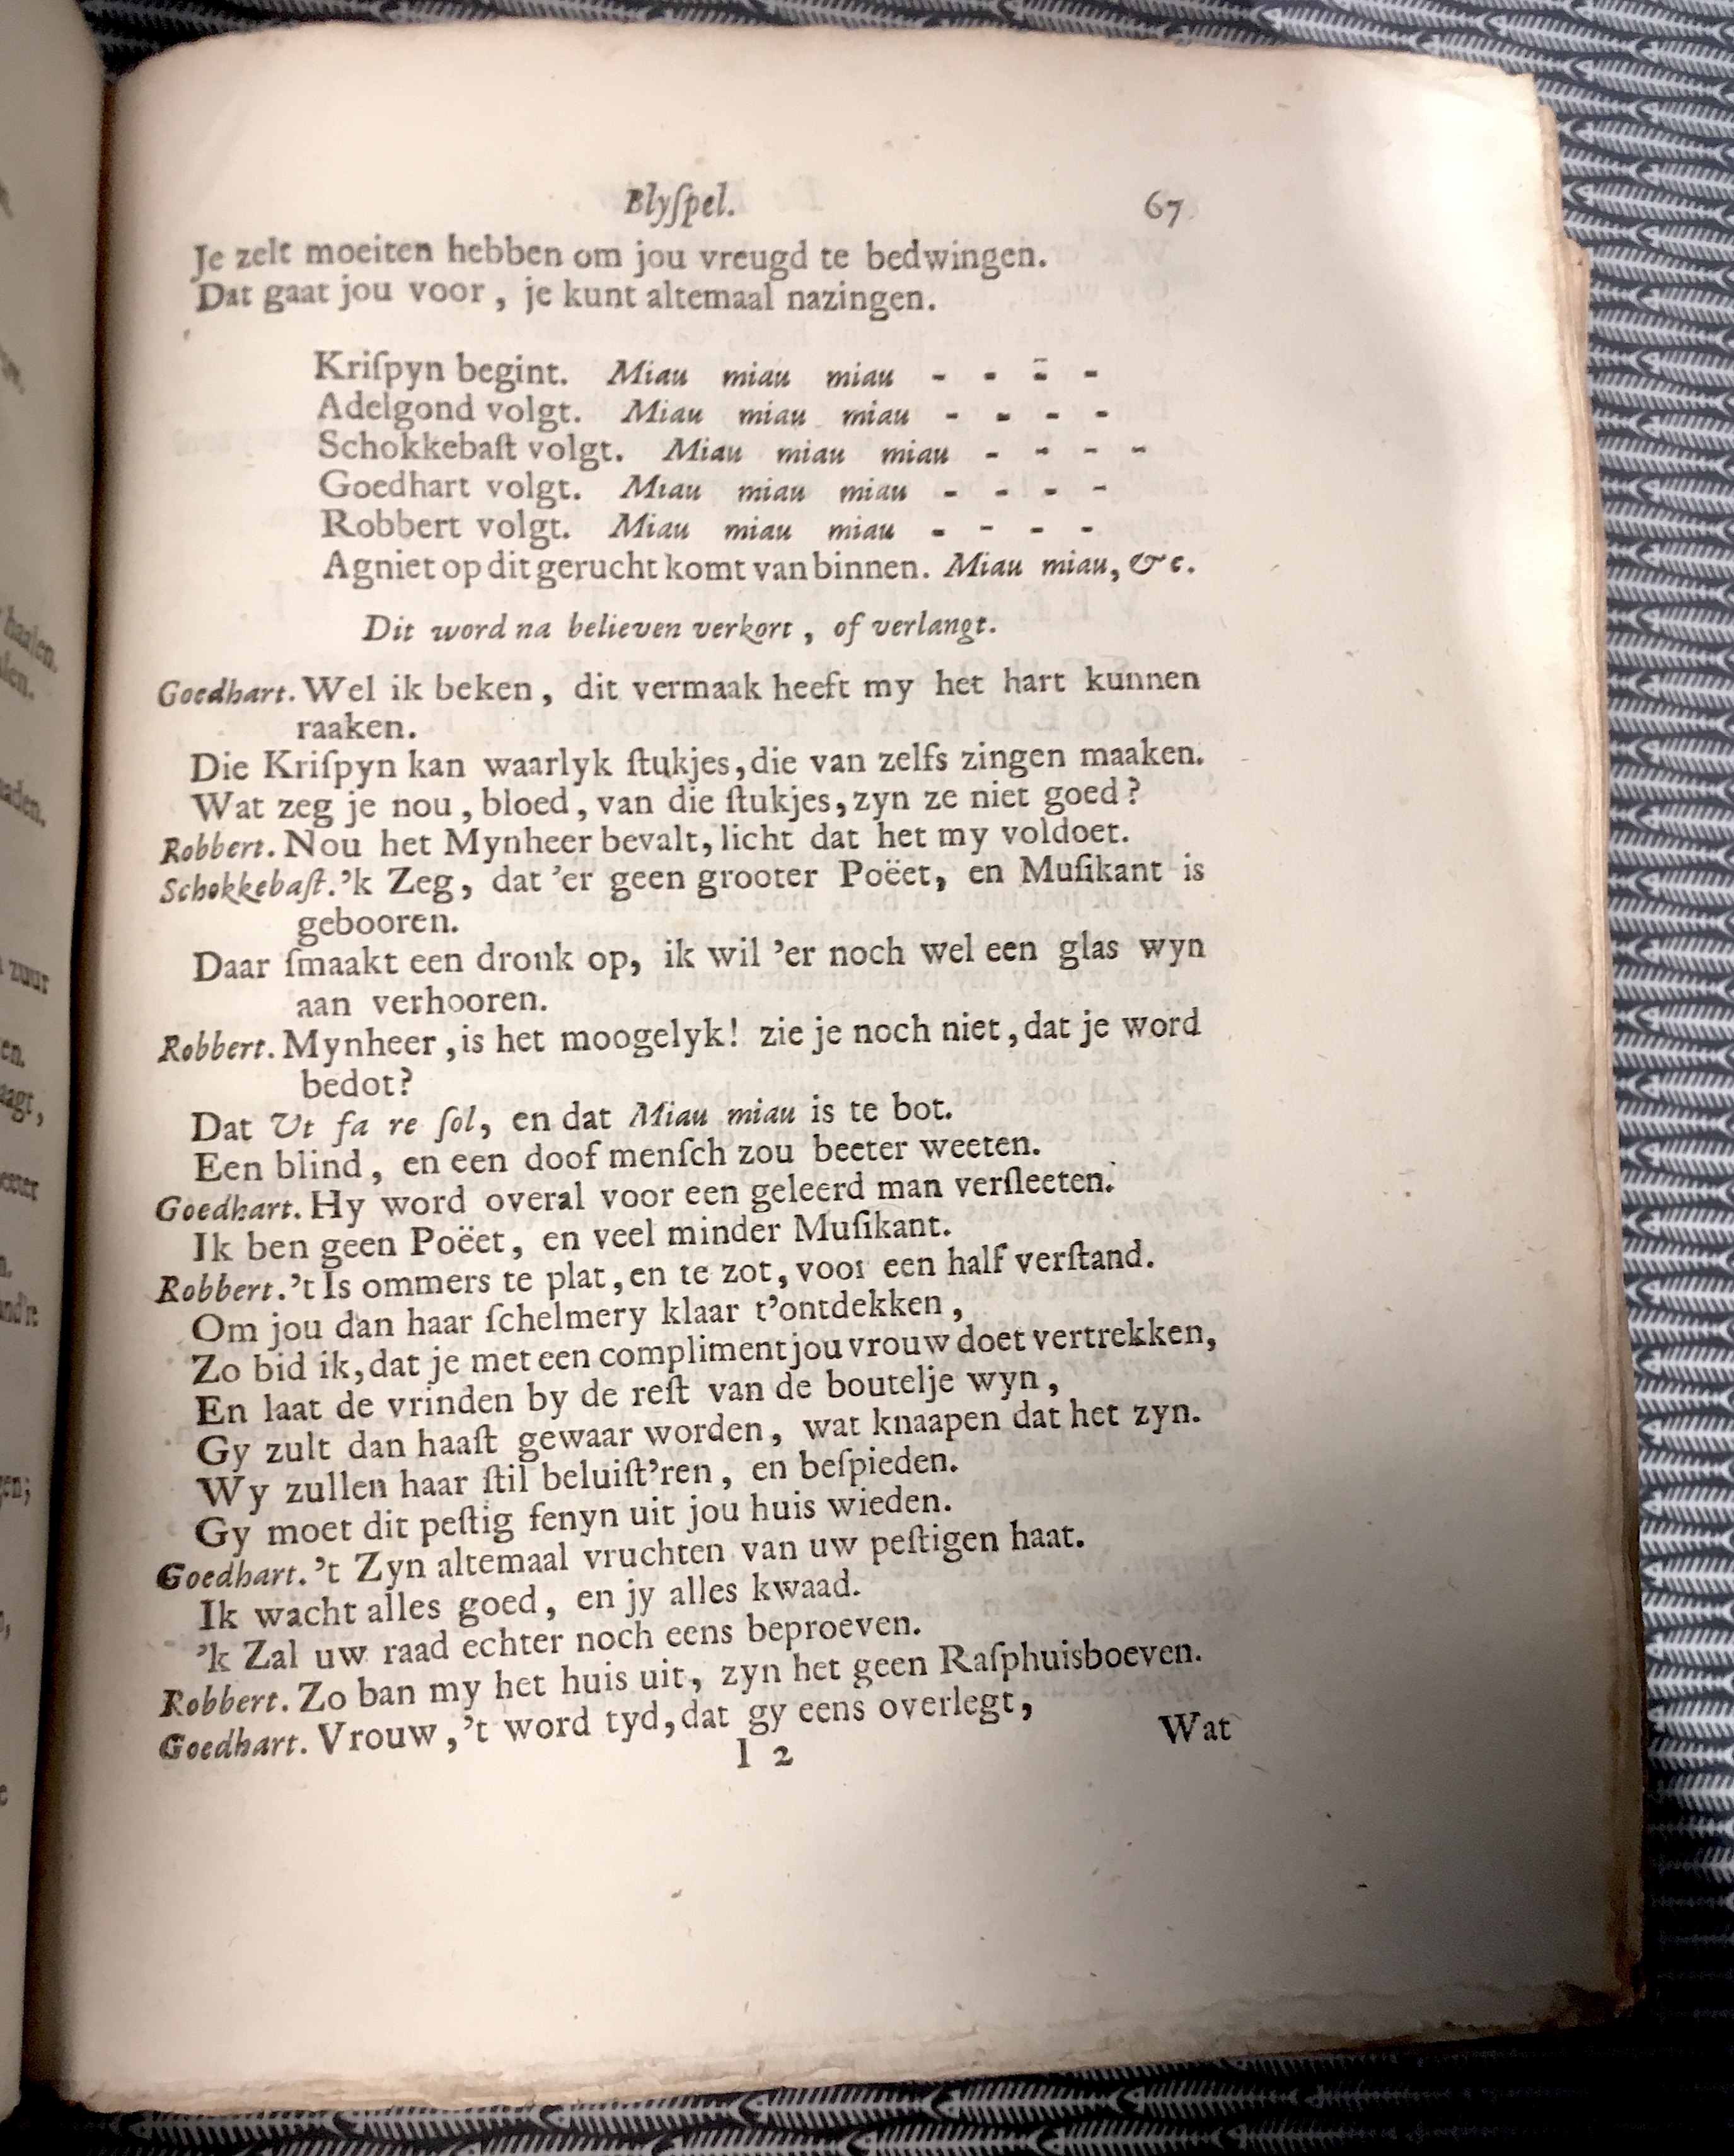 Blyſpel. 67
Je zelt moeiten hebben om jou vreugd te bedwingen.
Dat gaat jou voor, je kunt altemaal nazingen.
Kriſpyn begint. Miau miau miau - - - -
Adelgond volgt. Miau miau miau - - - -
Schokkebaſt volgt. Miau miau miau - - - -
Goedhart volgt. Miau miau miau - - - -
Robbert volgt. Miau miau miau - - - -
Agniet op dit gerucht komt van binnen. Miau miau, &c.
Dit word na believen verkort, of verlangt.
Goedhart. Wel ik beken, dit vermaak heeft my het hart kunnen
raaken.
Die Kriſpyn kan waarlyk ſtukjes, die van zelfs zingen maaken.
Wat zeg je nou, bloed, van die ſtukjes, zyn ze niet goed?
Robbert. Nou het Mynheer bevalt, licht dat het my voldoet.
Schokkebaſt. 'k Zeg, dat 'er geen grooter Poëet, en Muſikant is
gebooren.
Daar ſmaakt een dronk op, ik wil 'er noch wel een glas wyn
aan verhooren.
Robbert. Mynheer, is het moogelyk! zie je noch niet, dat je word
bedot?
Dat Ut fa re ſol, en dat Miau miau is te bot.
Een blind, en een doof menſch zou beeter weeten.
Goedhart. Hy word overal voor een geleerd man verſleeten.
Ik ben geen Poëet, en veel minder Muſikant.
Robbert. 't Is ommers te plat, en te zot, voor een half verſtand.
Om jou dan haar ſchelmery klaar t'ontdekken,
Zo bid ik, dat je met een compliment jou vrouw doet vertrekken,
En laat de vrinden by de reſt van de boutelje wyn,
Gy zult dan haaſt gewaar worden, wat knaapen dat het zyn.
Wy zullen haar ſtil beluiſt'ren, en beſpieden.
Gy moet dit peſtig fenyn uit jou huis wieden.
Goedhart. 't Zyn altemaal vruchten van uw peſtigen haat.
Ik wacht alles goed, en jy alles kwaad.
'k Zal uw raad echter noch eens beproeven.
Robbert. Zo ban my het huis uit, zyn het geen Raſphuisboeven.
Goedhart. Vrouw, 't word tyd, dat gy eens overlegt,
I 2 Wat